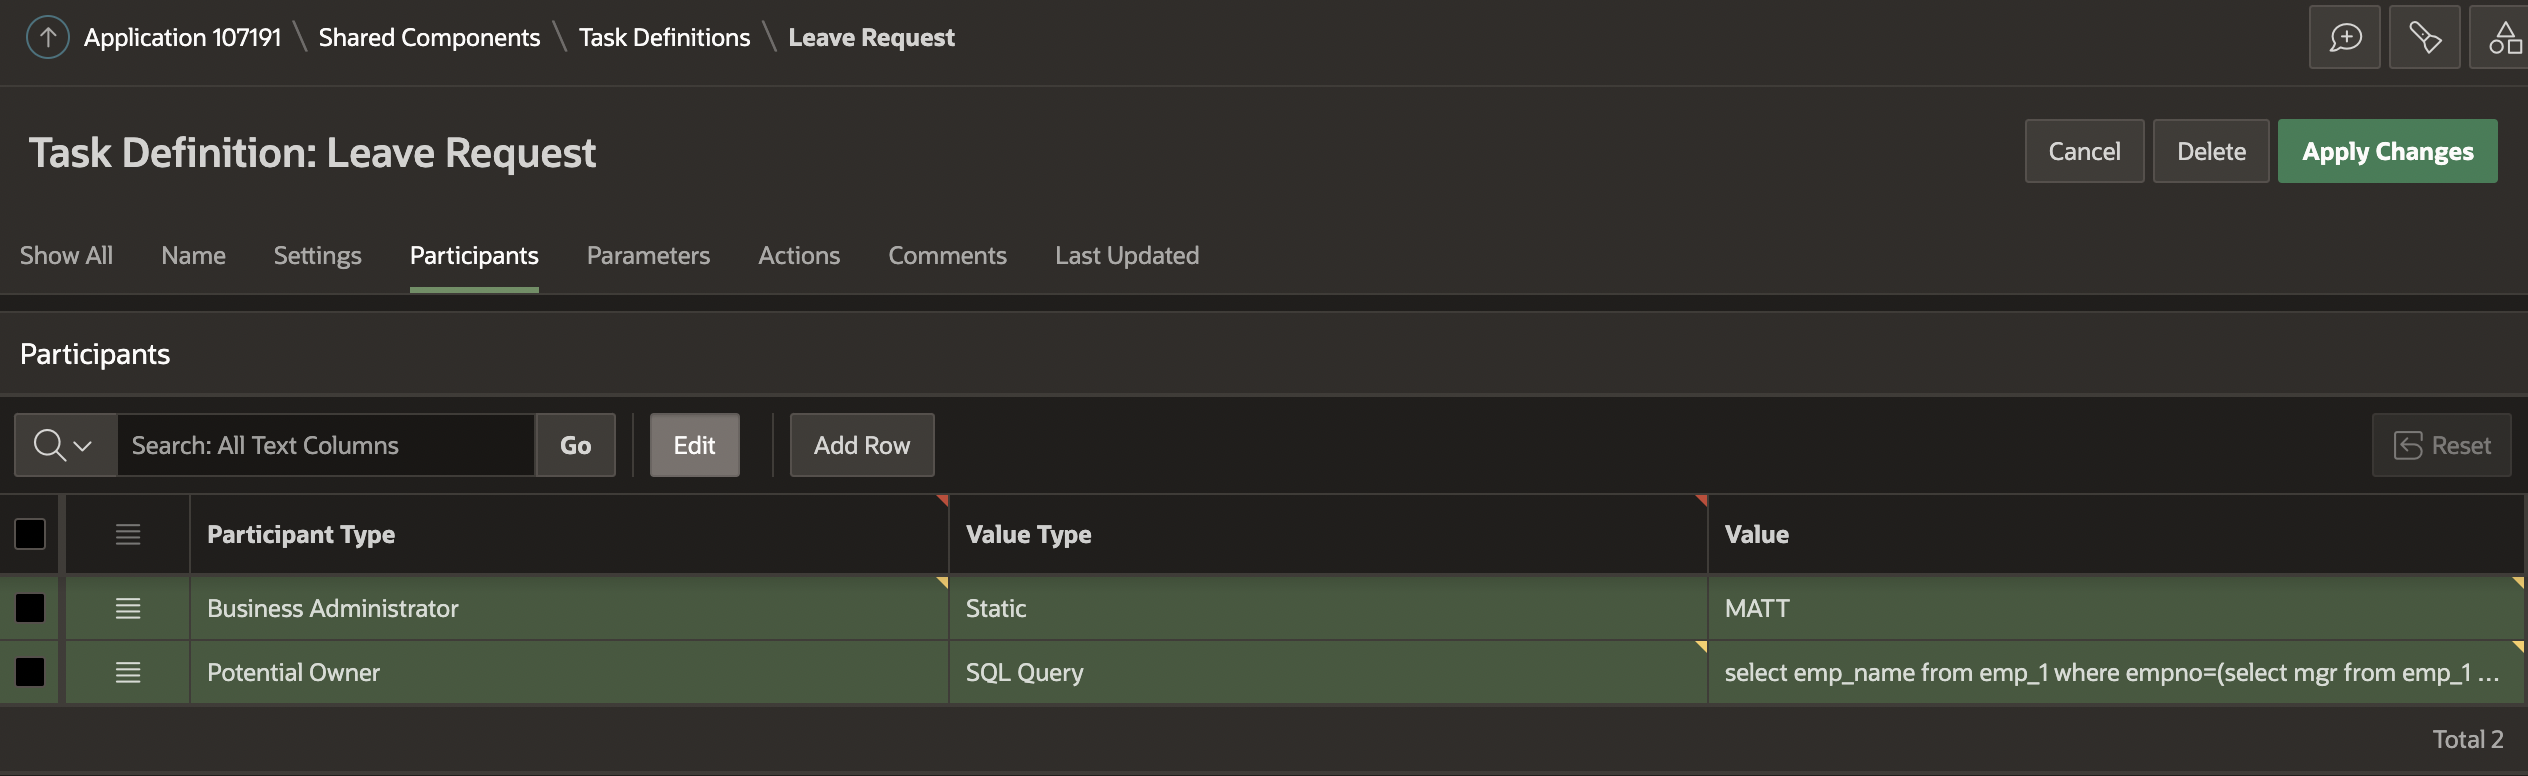 Application 107191 \ Shared Components \ Task Definitions \ Leave Request
Task Definition: Leave Request
Cancel Delete Apply Changes
Show All Name Settings Participants Parameters Actions Comments Last Updated
Participants
Search: All Text Columns Go Edit Add Row Reset
Participant Type Value Type Value
Business Administrator Static MATT
Potential Owner SQL Query select emp_name from emp_1 where empno=(select mgr from emp_1 ...
Total 2